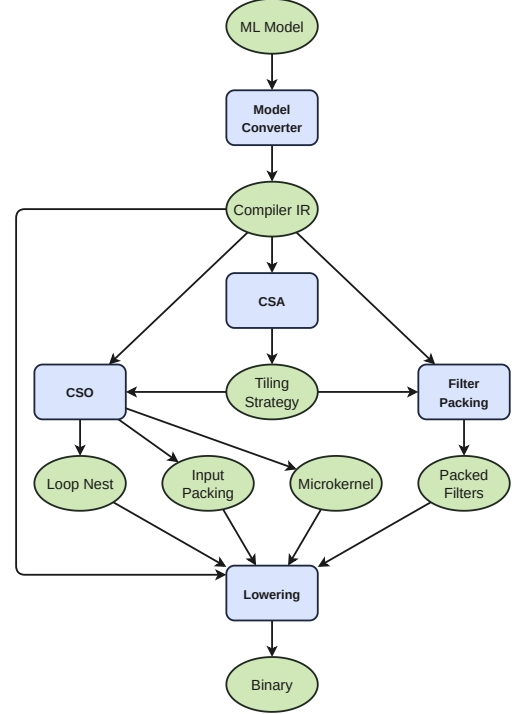 ML Model
Model
Converter
Compiler IR
CSA
CSO
Tiling
Strategy
Filter
Packing
Loop Nest
Input
Packing
Microkernel
Packed
Filters
Lowering
Binary